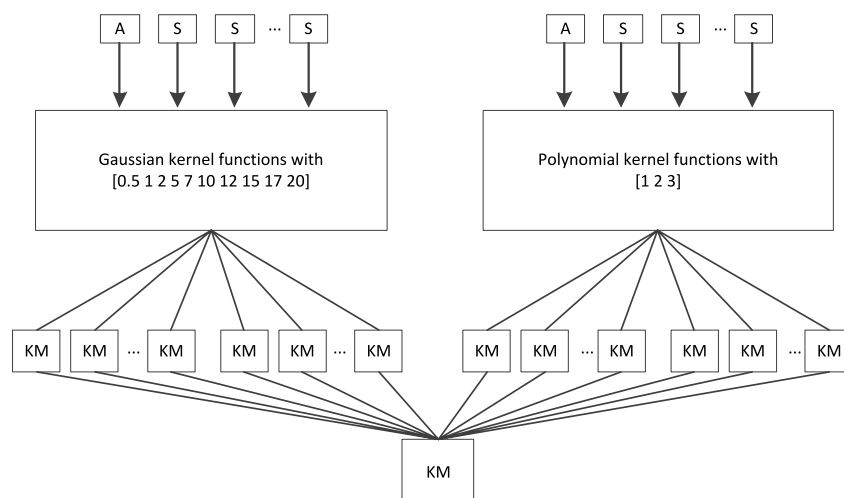 A S S ... S A S S ... S
Gaussian kernel functions with
[0.5 1 2 5 7 10 12 15 17 20]
Polynomial kernel functions with
[1 2 3]
KM KM ... KM KM KM ... KM KM KM ... KM KM KM ... KM
KM